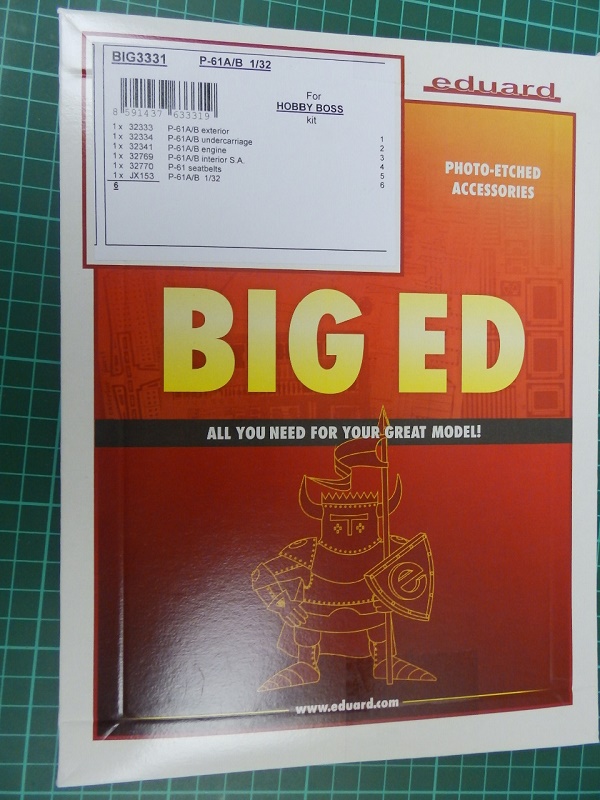 BIG3331 P-61A/B 1/32
For
HOBBY BOSS
kit
8 591437 633319
1 x 32333 P-61A/B exterior 1
1 x 32334 P-61A/B undercarriage 2
1 x 32341 P-61A/B engine 3
1 x 32769 P-61A/B interior S.A. 4
1 x 32770 P-61 seatbelts 5
1 x JX153 P-61A/B 1/32 6
6
eduard
PHOTO-ETCHED
ACCESSORIES
BIG ED
ALL YOU NEED FOR YOUR GREAT MODEL!
e
www.eduard.com